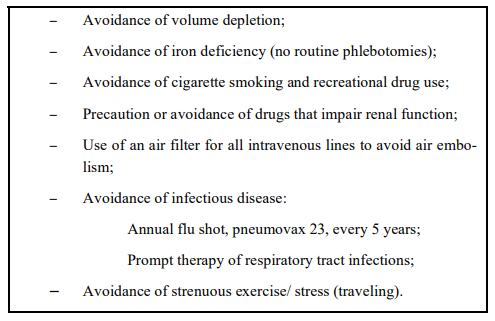 – Avoidance of volume depletion;
– Avoidance of iron deficiency (no routine phlebotomies);
– Avoidance of cigarette smoking and recreational drug use;
– Precaution or avoidance of drugs that impair renal function;
– Use of an air filter for all intravenous lines to avoid air embo-
lism;
– Avoidance of infectious disease:
Annual flu shot, pneumovax 23, every 5 years;
Prompt therapy of respiratory tract infections;
– Avoidance of strenuous exercise/ stress (traveling).